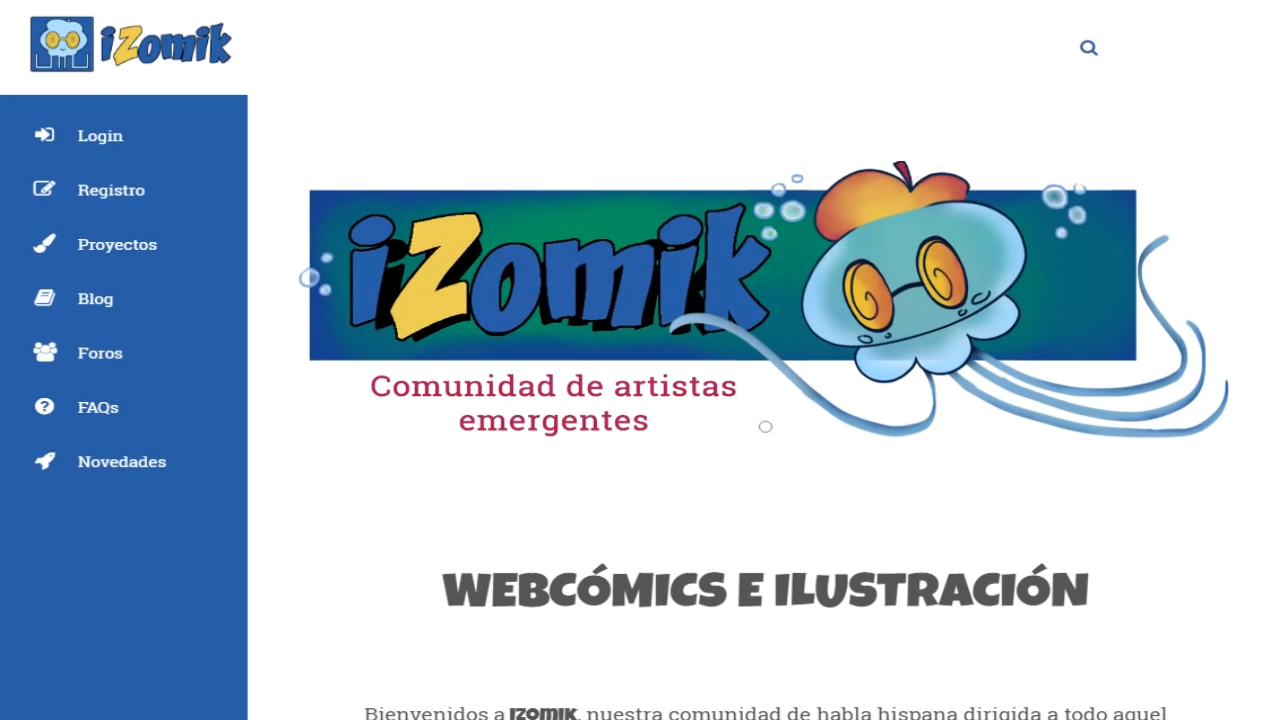 iZomik
Login
Registro
Proyectos
Blog
Foros
FAQs
Novedades
iZomik
Comunidad de artistas
emergentes
WEBCÓMICS E ILUSTRACIÓN
Bienvenidos a IZOMIK, nuestra comunidad de habla hispana dirigida a todo aquel